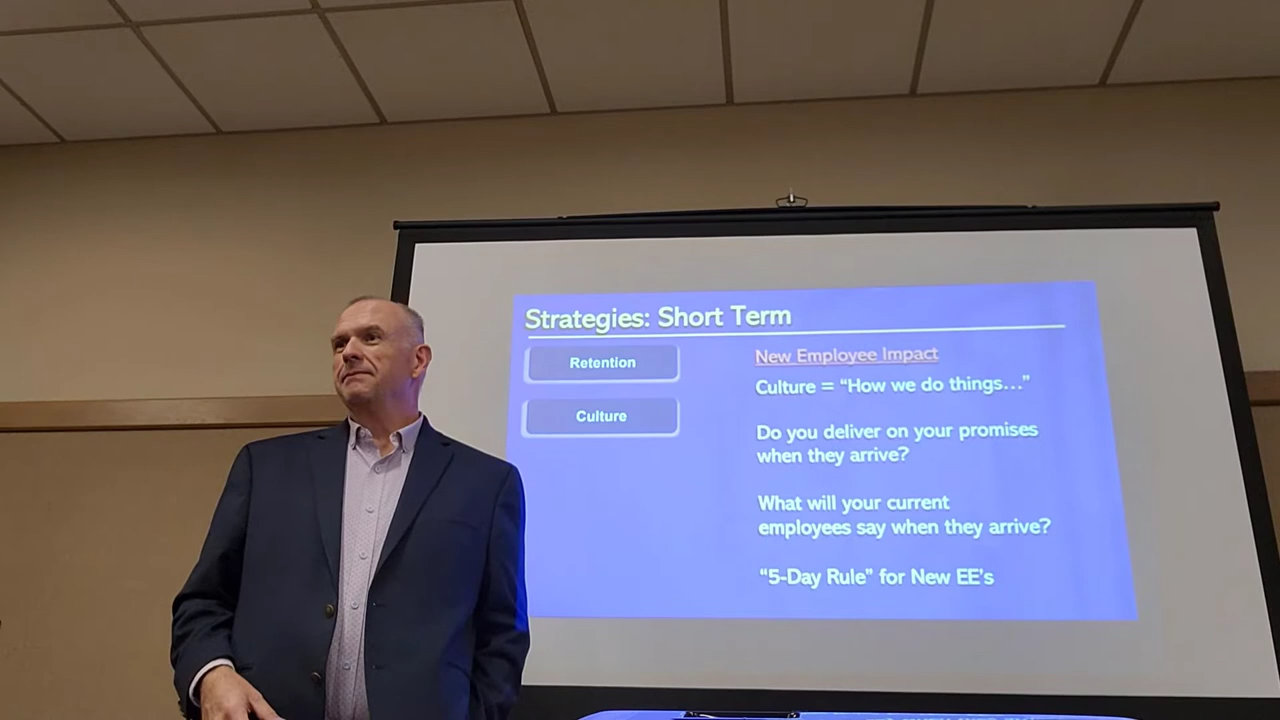 Strategies: Short Term
Retention
Culture
New Employee Impact
Culture = “How we do things…”
Do you deliver on your promises
when they arrive?
What will your current
employees say when they arrive?
“5-Day Rule” for New EE’s